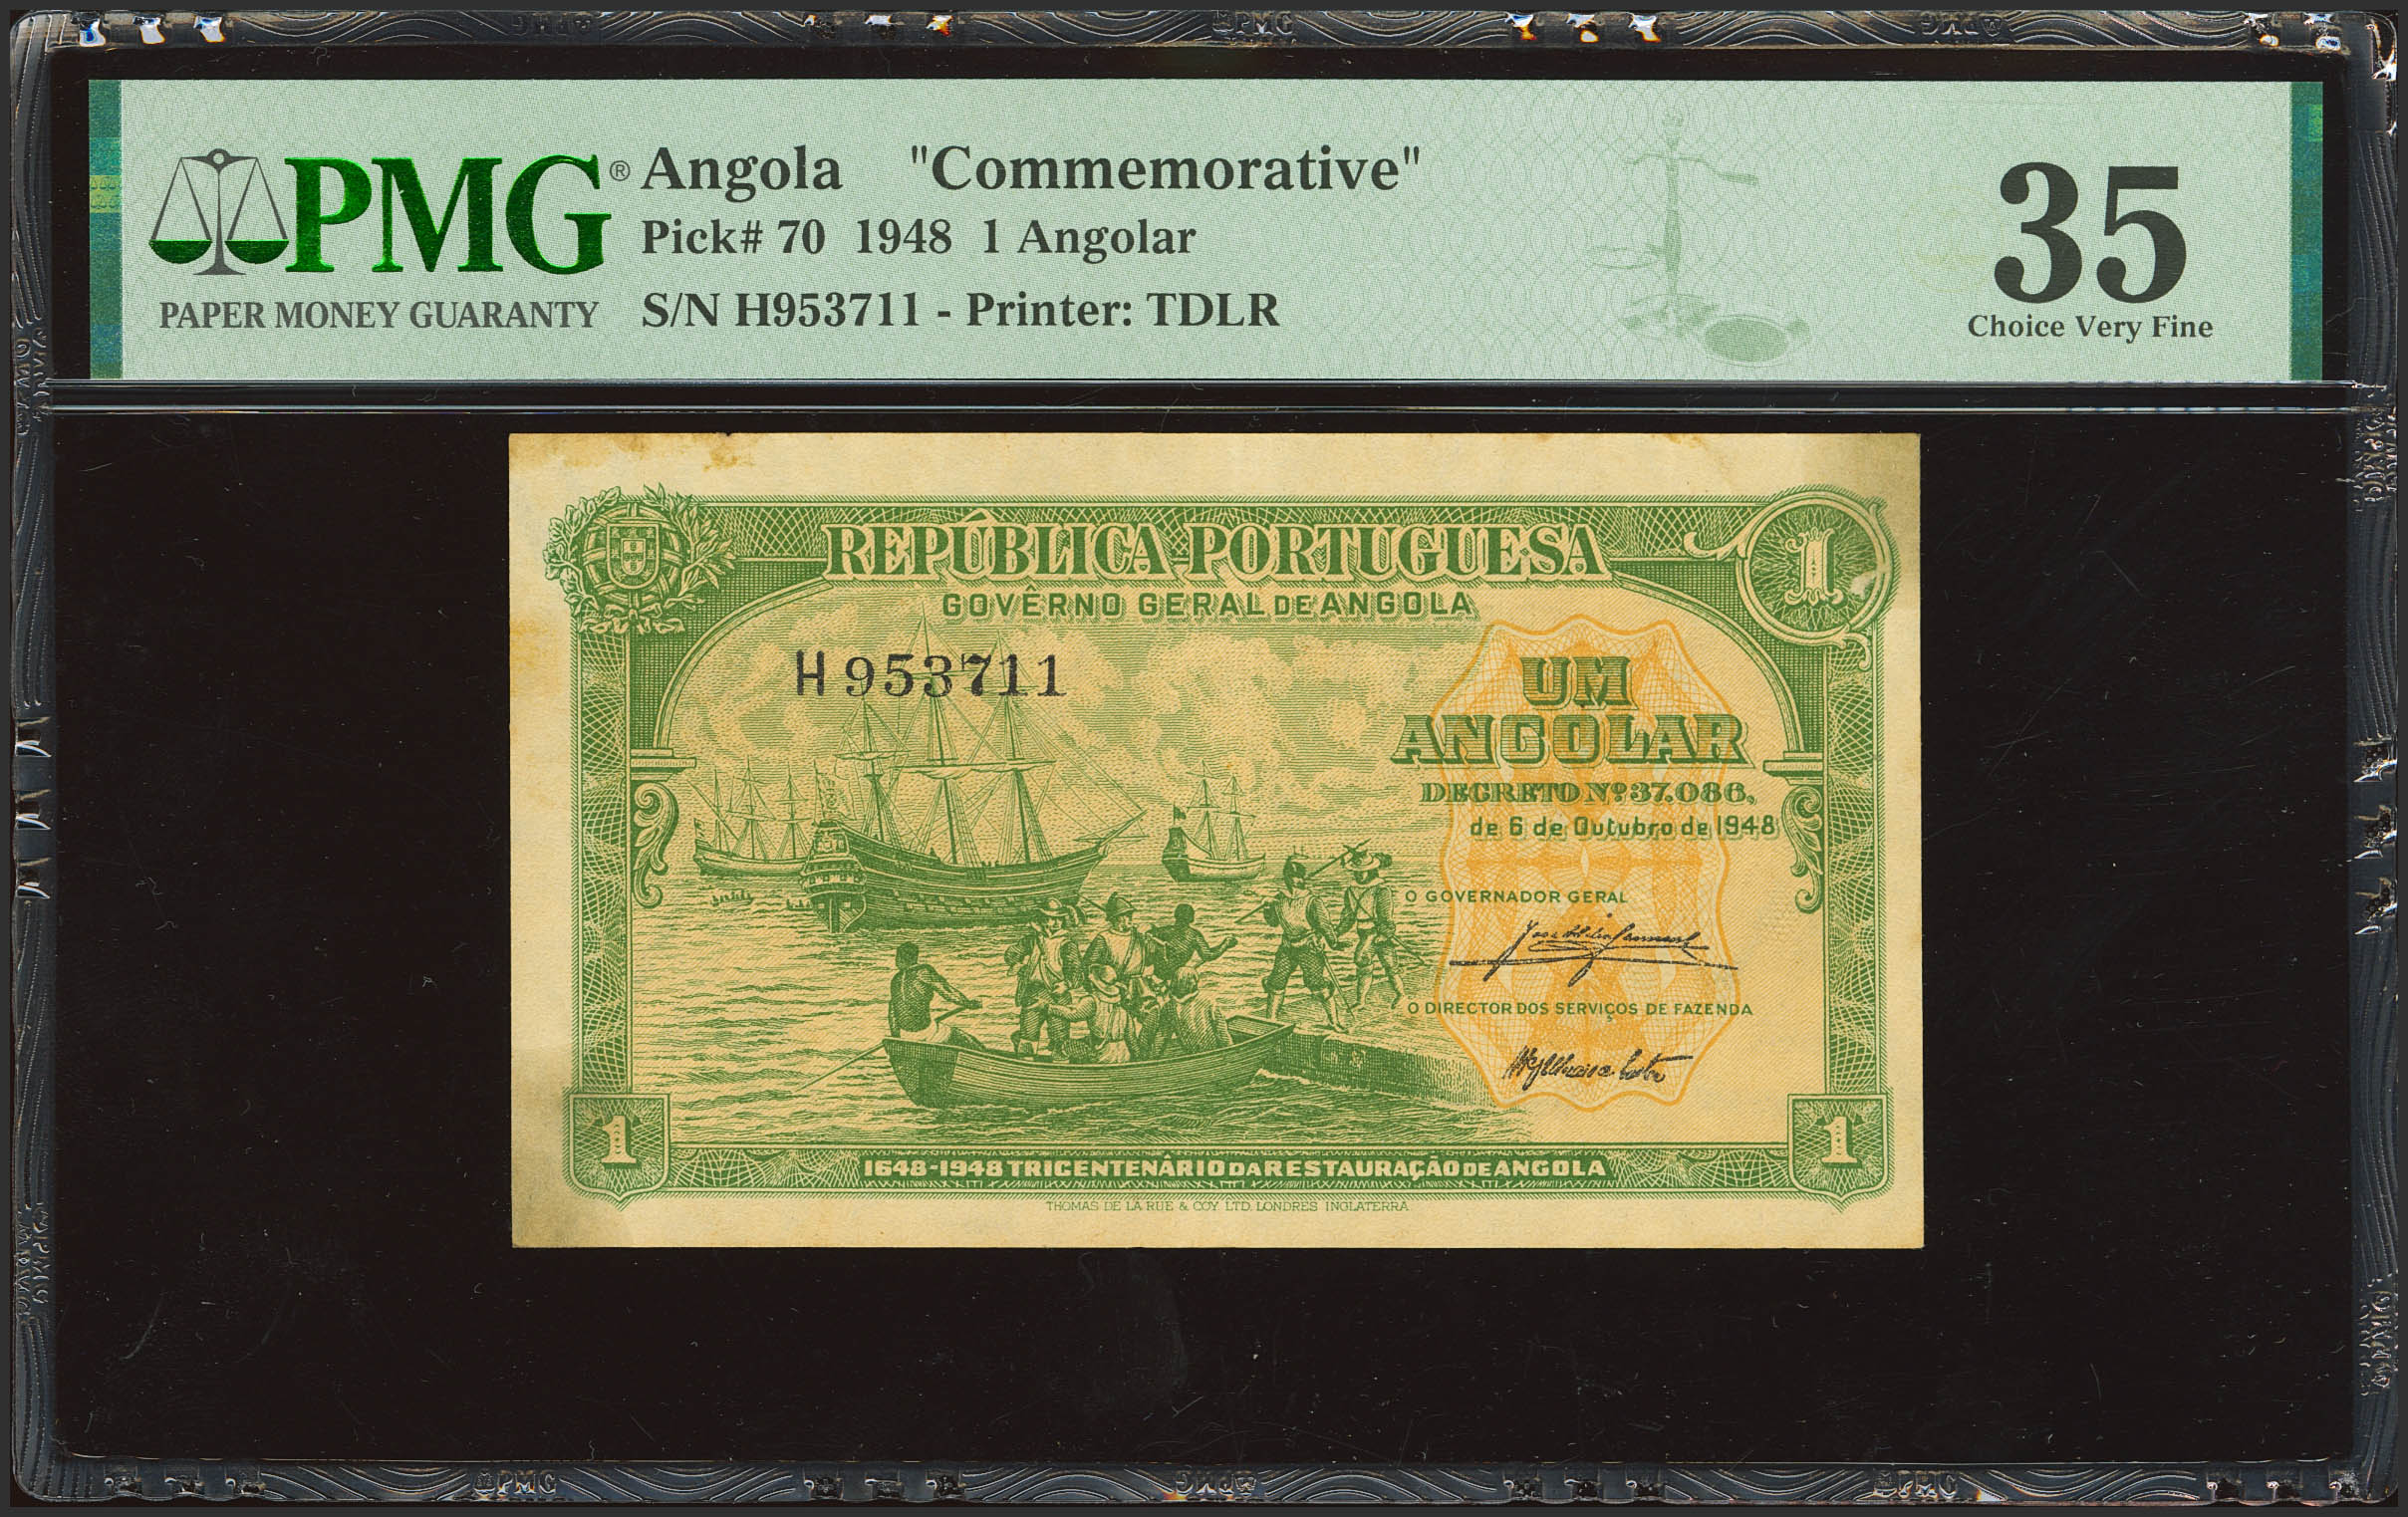 PMG® Angola "Commemorative"
Pick# 70 1948 1 Angolar
PAPER MONEY GUARANTY S/N H953711 - Printer: TDLR
35
Choice Very Fine
REPÚBLICA PORTUGUESA
1
GOVÊRNO GERAL DE ANGOLA
H953711
UM
ANGOLAR
DECRETO Nº 37.086,
de 6 de Outubro de 1948
O GOVERNADOR GERAL
O DIRECTOR DOS SERVIÇOS DE FAZENDA
1
1
1648-1948 TRICENTENÂRIO DA RESTAURAÇÃO DE ANGOLA
THOMAS DE LA RUE & COY LTD. LONDRES INGLATERRA